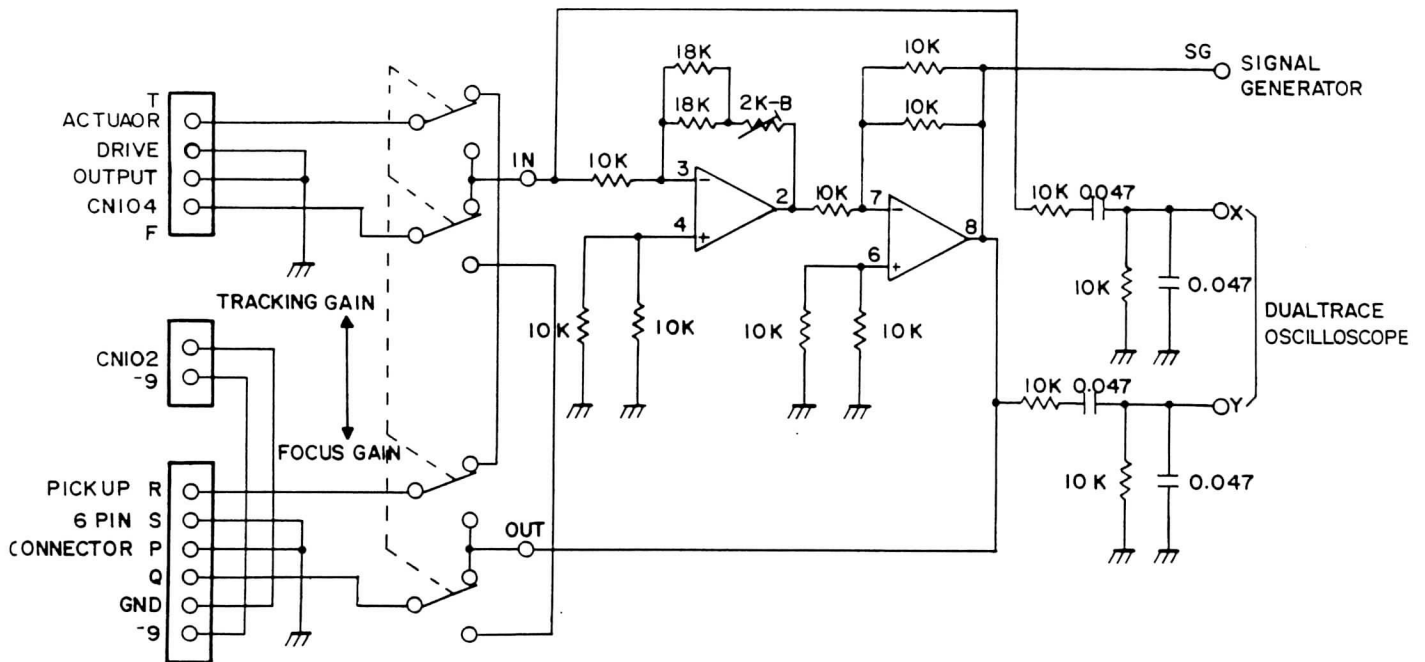 T
ACTUAOR
DRIVE
OUTPUT
CN104
F
TRACKING GAIN
CN102
-9
FOCUS GAIN
PICKUP R
6 PIN S
CONNECTOR P
Q
GND
-9
IN
OUT
10K
18K
18K
2K-B
3
4
2
10K
10K
10K
10K
10K
7
6
8
10K
10K
SG
SIGNAL
GENERATOR
10K 0.047
X
10K
0.047
DUALTRACE
OSCILLOSCOPE
10K 0.047
Y
10K
0.047